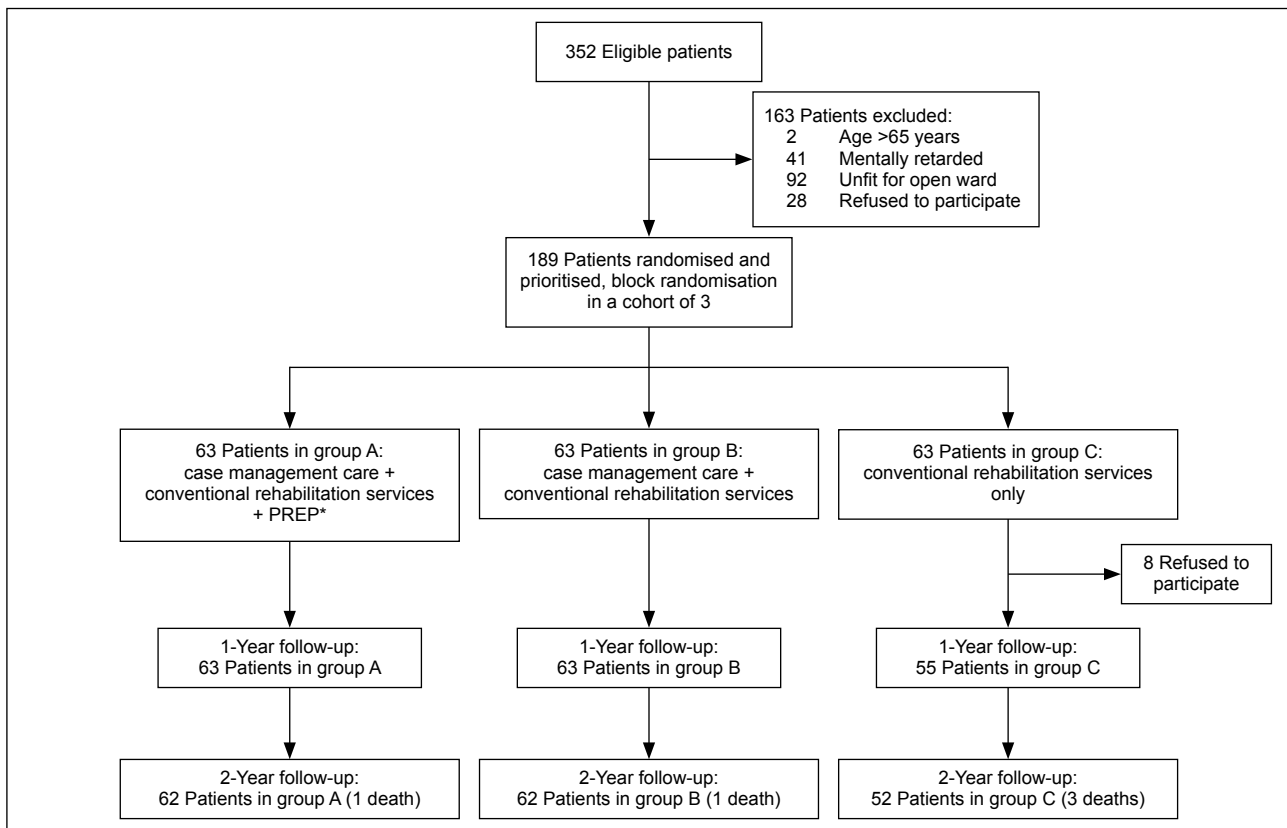 352 Eligible patients
163 Patients excluded:
2 Age >65 years
41 Mentally retarded
92 Unfit for open ward
28 Refused to participate
189 Patients randomised and
prioritised, block randomisation
in a cohort of 3
63 Patients in group A:
case management care +
conventional rehabilitation services
+ PREP*
63 Patients in group B:
case management care +
conventional rehabilitation services
63 Patients in group C:
conventional rehabilitation services
only
8 Refused to
participate
1-Year follow-up:
63 Patients in group A
1-Year follow-up:
63 Patients in group B
1-Year follow-up:
55 Patients in group C
2-Year follow-up:
62 Patients in group A (1 death)
2-Year follow-up:
62 Patients in group B (1 death)
2-Year follow-up:
52 Patients in group C (3 deaths)